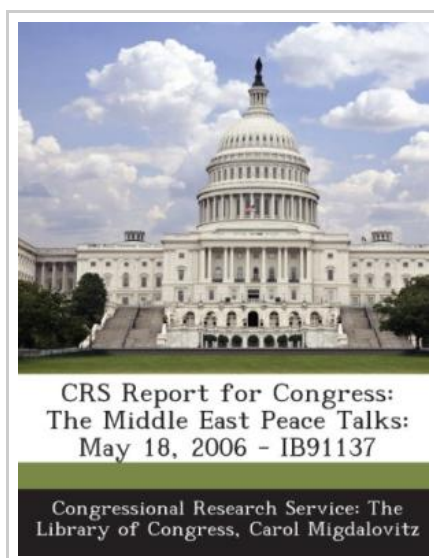 CRS Report for Congress:
The Middle East Peace Talks:
May 18, 2006 - IB91137
Congressional Research Service: The
Library of Congress, Carol Migdalovitz